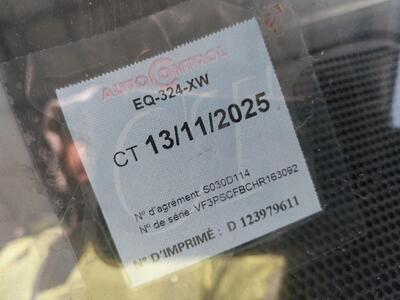 AUTOCONTROL
EQ-324-XW
CT 13/11/2025
N° d'agrément: S030D114
N° de série: VF3PSCFBCHR163092
N° D'IMPRIMÉ : D 123979611